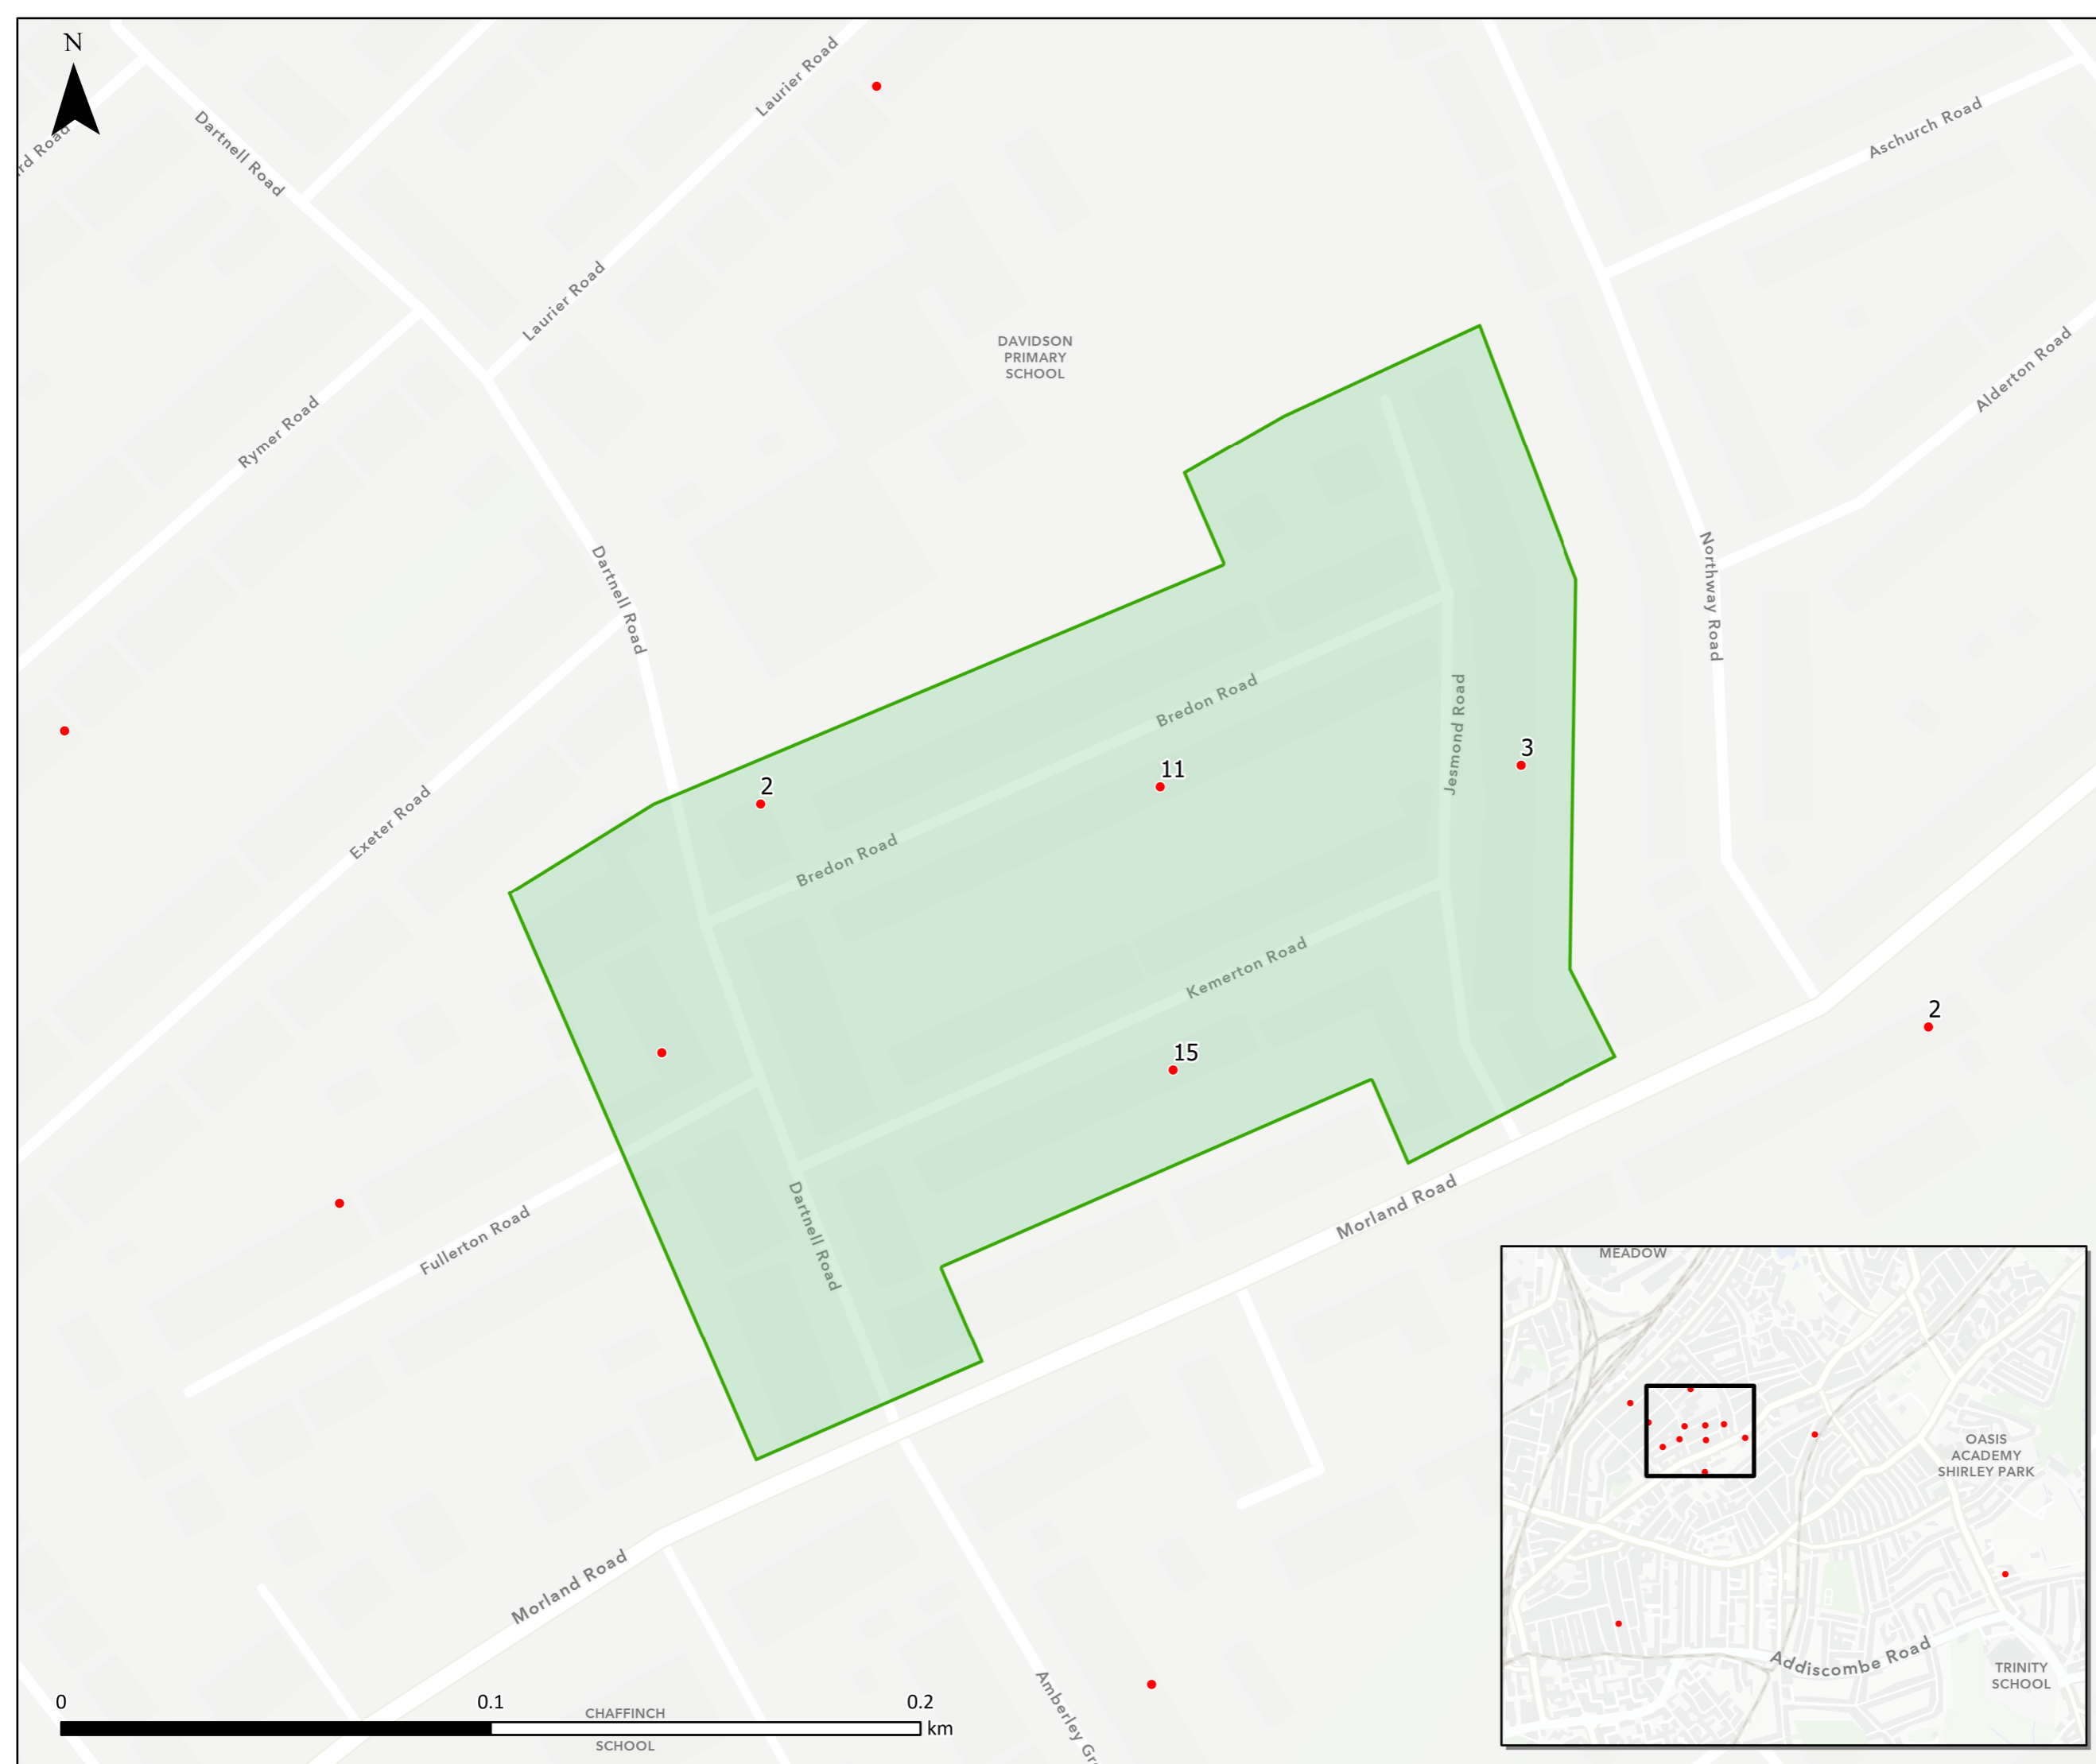 N
Laurier Road
Dartnell Road
Aschurch Road
Laurier Road
DAVIDSON
PRIMARY
SCHOOL
Alderton Road
Rymer Road
Dartnell Road
Northway Road
Bredon Road
Jesmond Road
3
11
2
Exeter Road
Bredon Road
Kemerton Road
2
15
Morland Road
Fullerton Road
Dartnell Road
MEADOW
OASIS
ACADEMY
SHIRLEY PARK
Morland Road
Addiscombe Road
TRINITY
SCHOOL
Amberley Gr
0 0.1 0.2
km
CHAFFINCH
SCHOOL